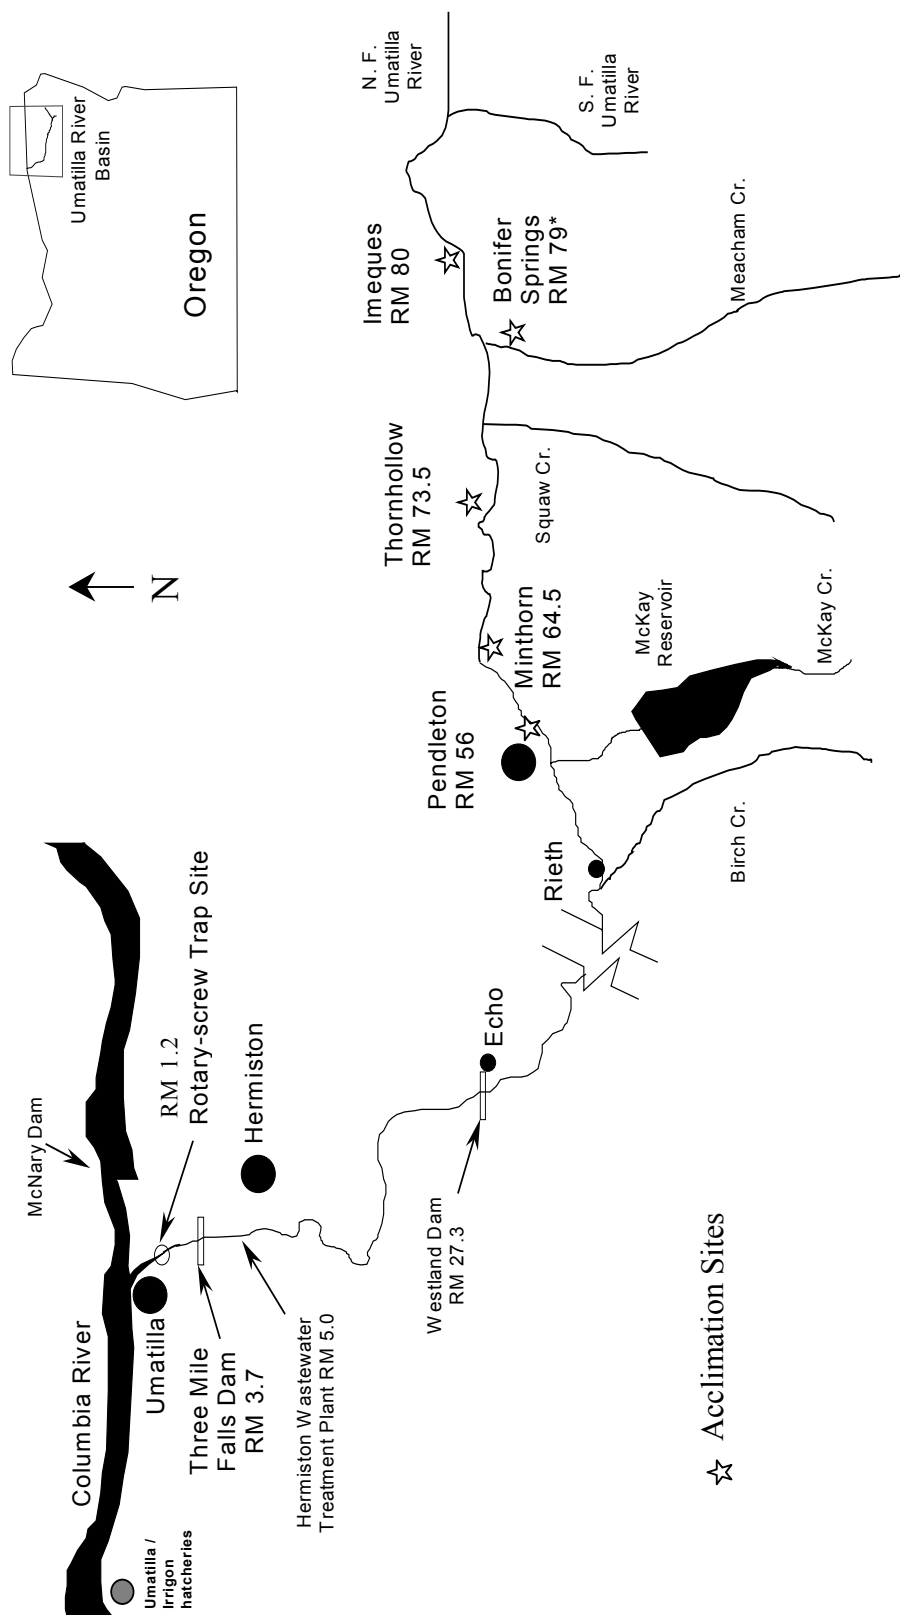 Columbia River
Umatilla /
Irrigon
hatcheries
Umatilla
McNary Dam
RM 1.2
Rotary-screw Trap Site
Three Mile
Falls Dam
RM 3.7
Hermiston
Hermiston Wastewater
Treatment Plant RM 5.0
Westland Dam
RM 27.3
Echo
Rieth
Birch Cr.
Pendleton
RM 56
McKay
Reservoir
McKay Cr.
Minthorn
RM 64.5
Thornhollow
RM 73.5
Squaw Cr.
Imeques
RM 80
Bonifer
Springs
RM 79*
Meacham Cr.
N. F.
Umatilla
River
S. F.
Umatilla
River
N
Umatilla River
Basin
Oregon
Acclimation Sites